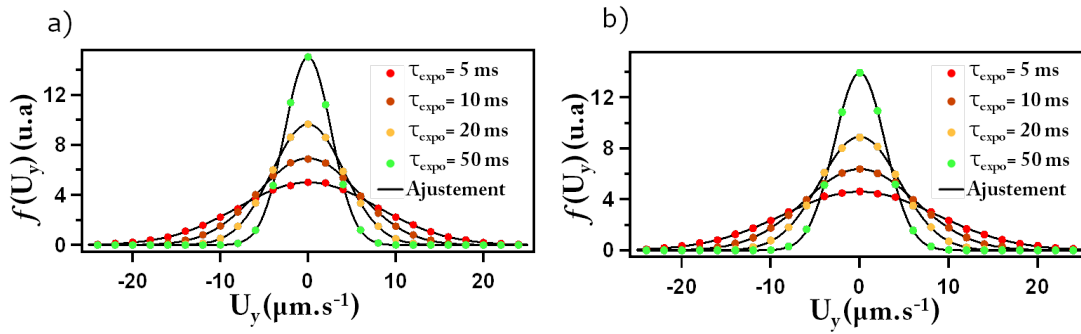 a)
12
8
4
0
f(Uy) (u.a)
τexpo= 5 ms
τexpo= 10 ms
τexpo= 20 ms
τexpo= 50 ms
Ajustement
-20 -10 0 10 20
Uy (μm.s⁻¹)
b)
12
8
4
0
f(Uy) (u.a)
τexpo= 5 ms
τexpo= 10 ms
τexpo= 20 ms
τexpo= 50 ms
Ajustement
-20 -10 0 10 20
Uy (μm.s⁻¹)